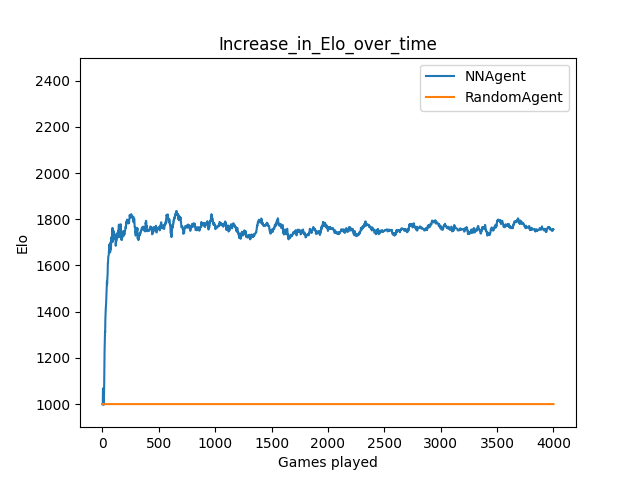 Increase_in_Elo_over_time
NNAgent
RandomAgent
2400
2200
2000
1800
1600
1400
1200
1000
Elo
0 500 1000 1500 2000 2500 3000 3500 4000
Games played